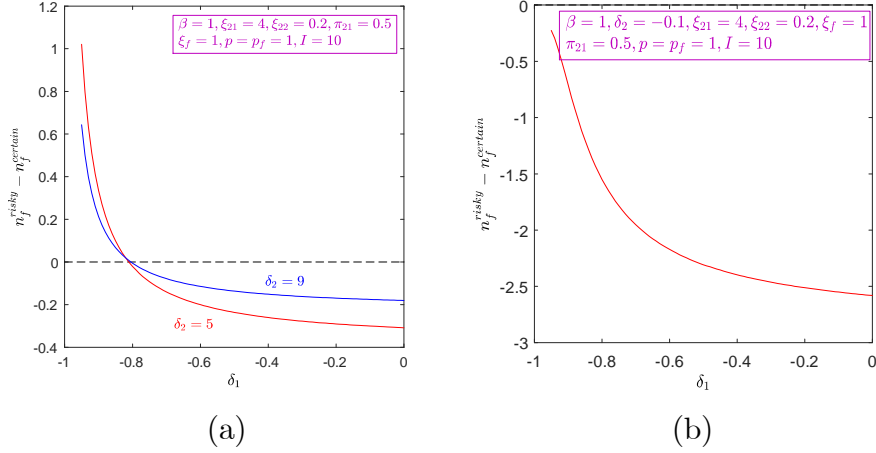 β = 1, ξ21 = 4, ξ22 = 0.2, π21 = 0.5
ξf = 1, p = pf = 1, I = 10
1.2
1
0.8
0.6
0.4
0.2
0
-0.2
-0.4
n_f^risky − n_f^certain
δ2 = 9
δ2 = 5
-1
-0.8
-0.6
-0.4
-0.2
0
δ1
(a)
β = 1, δ2 = −0.1, ξ21 = 4, ξ22 = 0.2, ξf = 1
π21 = 0.5, p = pf = 1, I = 10
0
-0.5
-1
-1.5
-2
-2.5
-3
n_f^risky − n_f^certain
-1
-0.8
-0.6
-0.4
-0.2
0
δ1
(b)